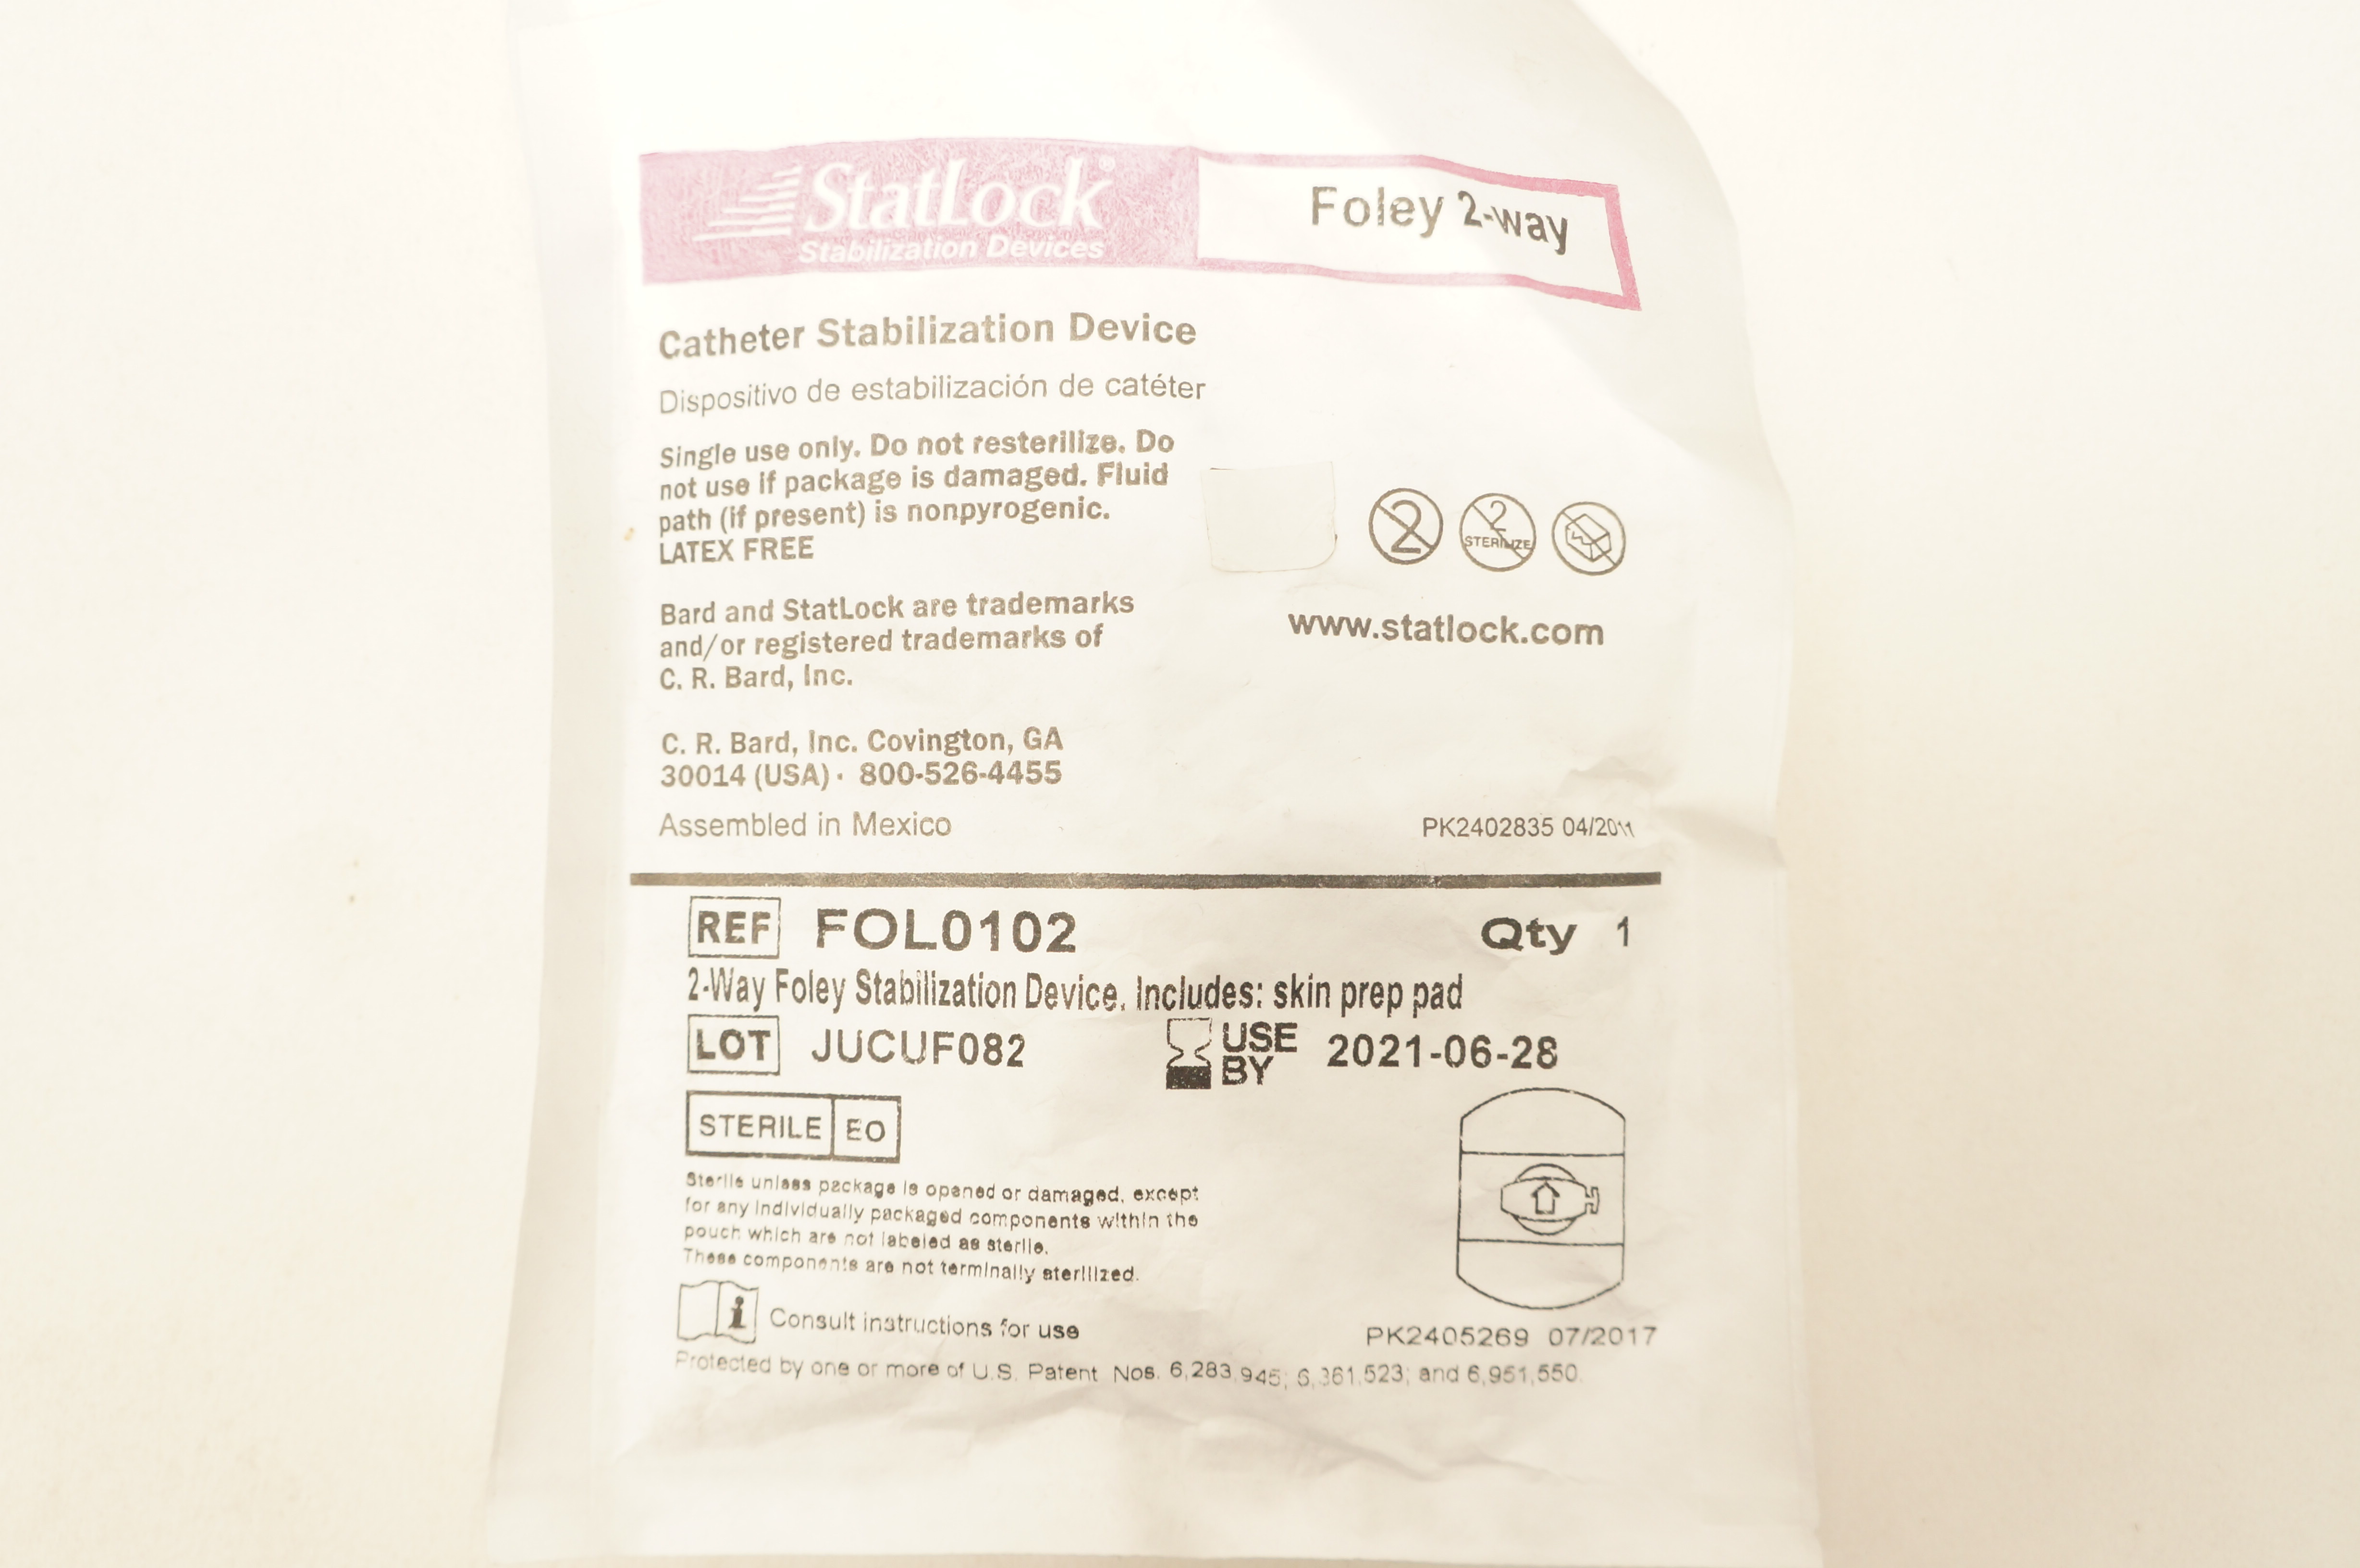 StatLock®
Stabilization Devices
Foley 2-way
Catheter Stabilization Device
Dispositivo de estabilización de catéter
Single use only. Do not resterilize. Do
not use if package is damaged. Fluid
path (if present) is nonpyrogenic.
LATEX FREE
2
2
STERILIZE
Bard and StatLock are trademarks
and/or registered trademarks of
C. R. Bard, Inc.
www.statlock.com
C. R. Bard, Inc. Covington, GA
30014 (USA) · 800-526-4455
Assembled in Mexico
PK2402835 04/2011
REF FOL0102 Qty 1
2-Way Foley Stabilization Device. Includes: skin prep pad
LOT JUCUF082 USE BY 2021-06-28
STERILE EO
Sterile unless package is opened or damaged, except
for any individually packaged components within the
pouch which are not labeled as sterile.
These components are not terminally sterilized.
i Consult instructions for use
PK2405269 07/2017
Protected by one or more of U.S. Patent Nos. 6,283,945; 6,361,523; and 6,951,550.